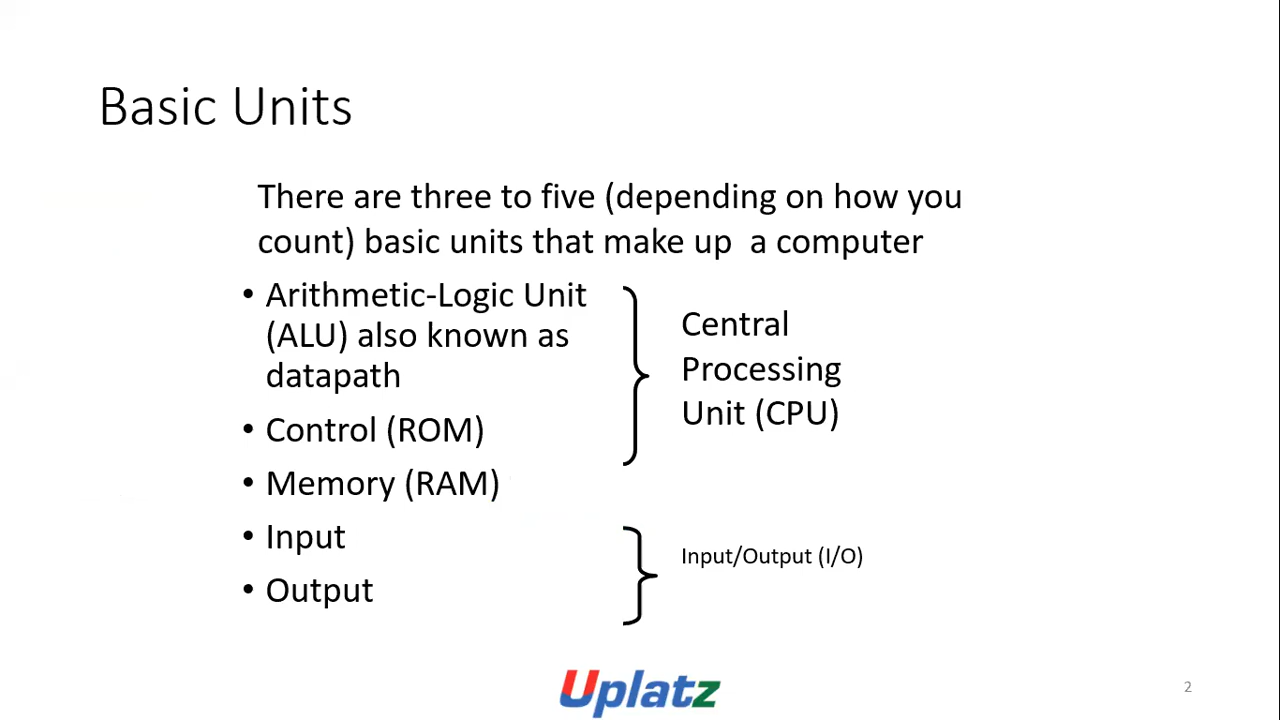 Basic Units
There are three to five (depending on how you
count) basic units that make up a computer
• Arithmetic-Logic Unit
(ALU) also known as
datapath
• Control (ROM)
• Memory (RAM)
• Input
• Output
Central
Processing
Unit (CPU)
Input/Output (I/O)
Uplatz
2